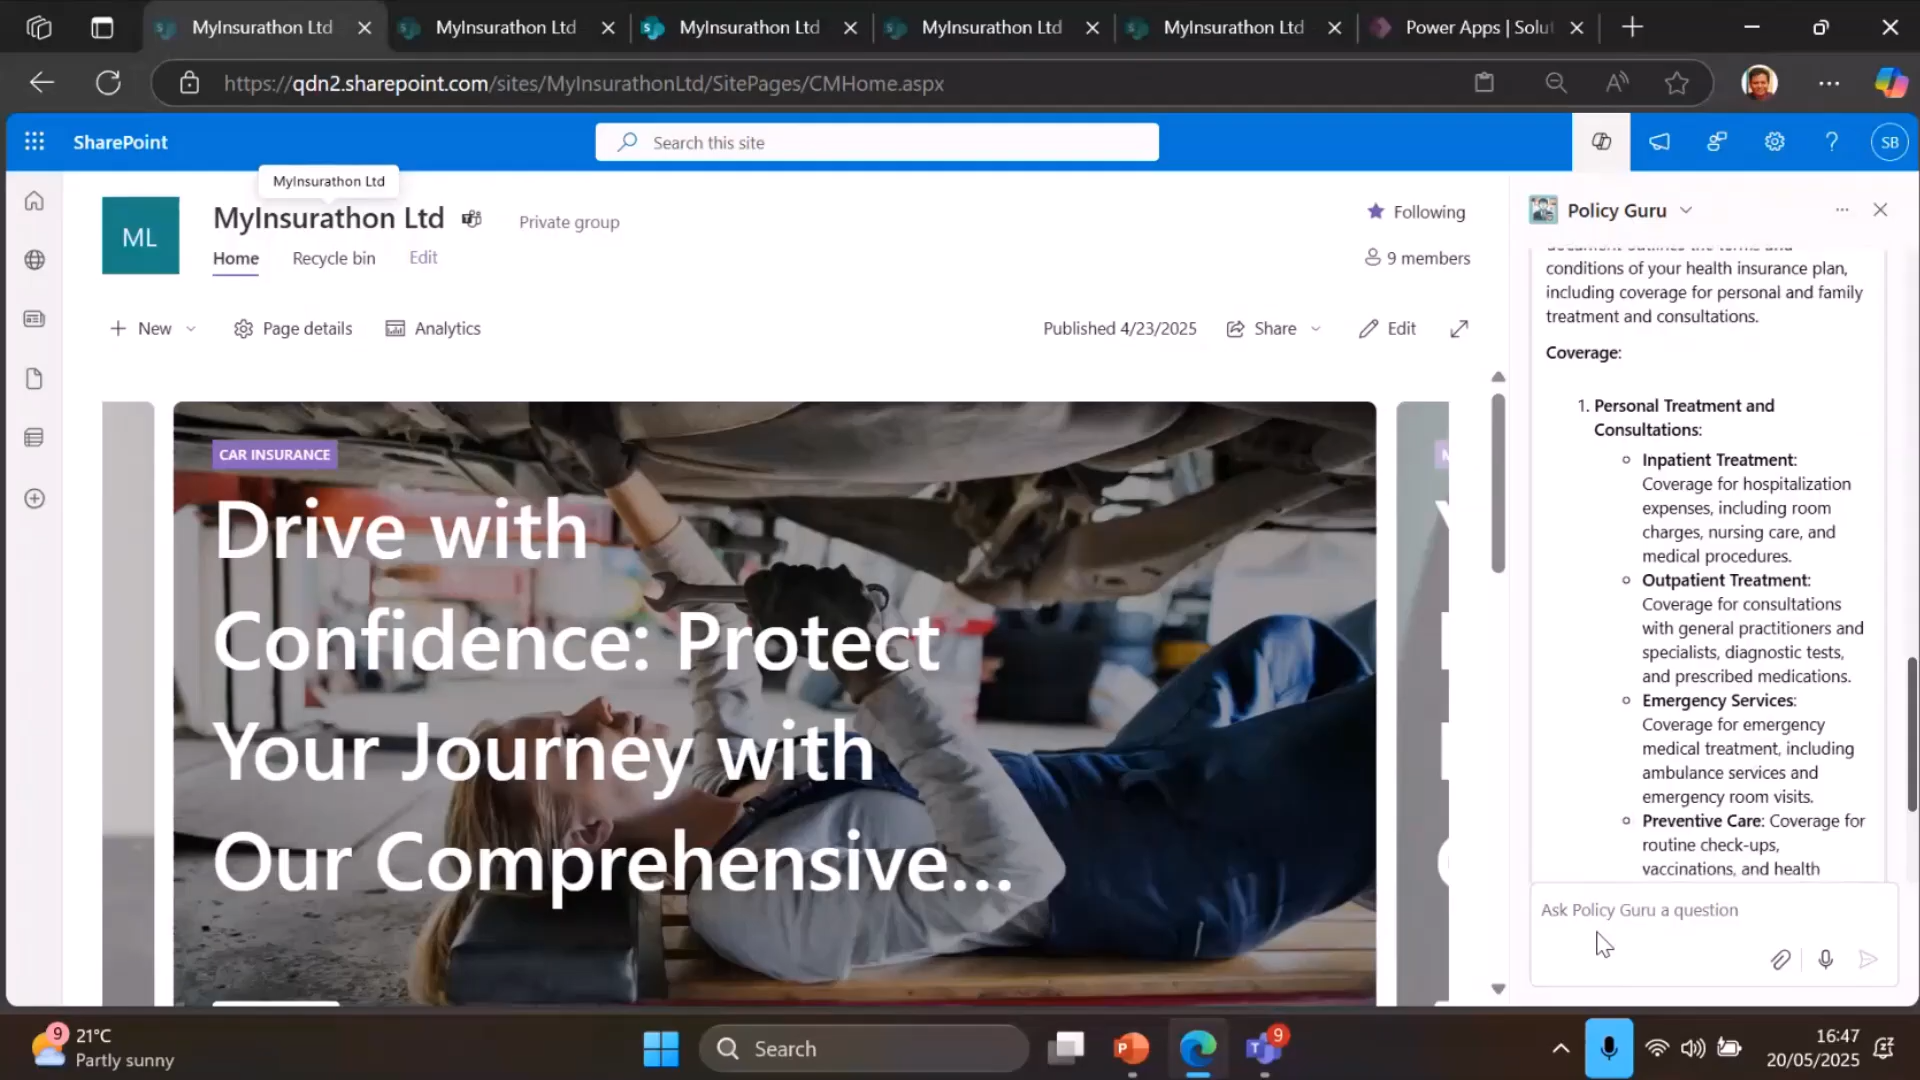 MyInsurathon Ltd
MyInsurathon Ltd
MyInsurathon Ltd
MyInsurathon Ltd
MyInsurathon Ltd
Power Apps | Solut
https://qdn2.sharepoint.com/sites/MyInsurathonLtd/SitePages/CMHome.aspx
SharePoint
Search this site
SB
MyInsurathon Ltd
ML
MyInsurathon Ltd
Private group
Following
Home
Recycle bin
Edit
9 members
New
Page details
Analytics
Published 4/23/2025
Share
Edit
CAR INSURANCE
Drive with
Confidence: Protect
Your Journey with
Our Comprehensive...
Policy Guru
document outlines the terms and
conditions of your health insurance plan,
including coverage for personal and family
treatment and consultations.
Coverage:
1. Personal Treatment and
Consultations:
Inpatient Treatment:
Coverage for hospitalization
expenses, including room
charges, nursing care, and
medical procedures.
Outpatient Treatment:
Coverage for consultations
with general practitioners and
specialists, diagnostic tests,
and prescribed medications.
Emergency Services:
Coverage for emergency
medical treatment, including
ambulance services and
emergency room visits.
Preventive Care: Coverage for
routine check-ups,
vaccinations, and health
Ask Policy Guru a question
9
21°C
Partly sunny
Search
9
16:47
20/05/2025